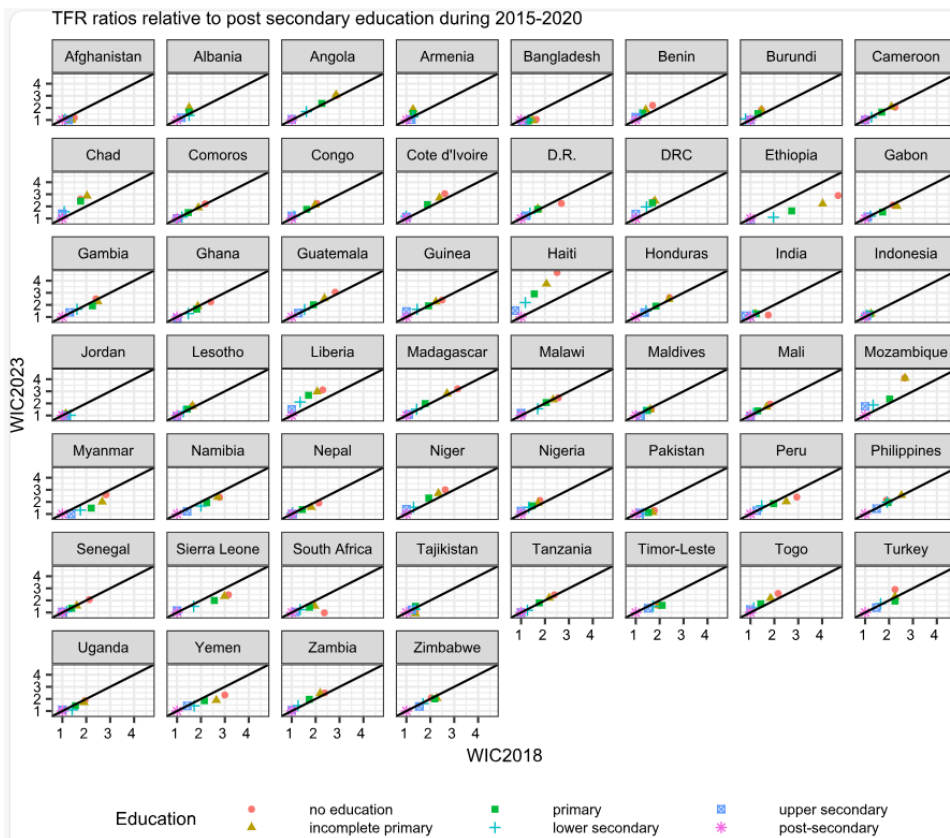 TFR ratios relative to post secondary education during 2015-2020
Afghanistan Albania Angola Armenia Bangladesh Benin Burundi Cameroon
4
3
2
1
Chad Comoros Congo Cote d'Ivoire D.R. DRC Ethiopia Gabon
4
3
2
1
Gambia Ghana Guatemala Guinea Haiti Honduras India Indonesia
4
3
2
1
WIC2023
Jordan Lesotho Liberia Madagascar Malawi Maldives Mali Mozambique
4
3
2
1
Myanmar Namibia Nepal Niger Nigeria Pakistan Peru Philippines
4
3
2
1
Senegal Sierra Leone South Africa Tajikistan Tanzania Timor-Leste Togo Turkey
4
3
2
1
1 2 3 4 1 2 3 4 1 2 3 4 1 2 3 4
Uganda Yemen Zambia Zimbabwe
4
3
2
1
1 2 3 4 1 2 3 4 1 2 3 4 1 2 3 4
WIC2018
Education
no education primary upper secondary
incomplete primary lower secondary post-secondary